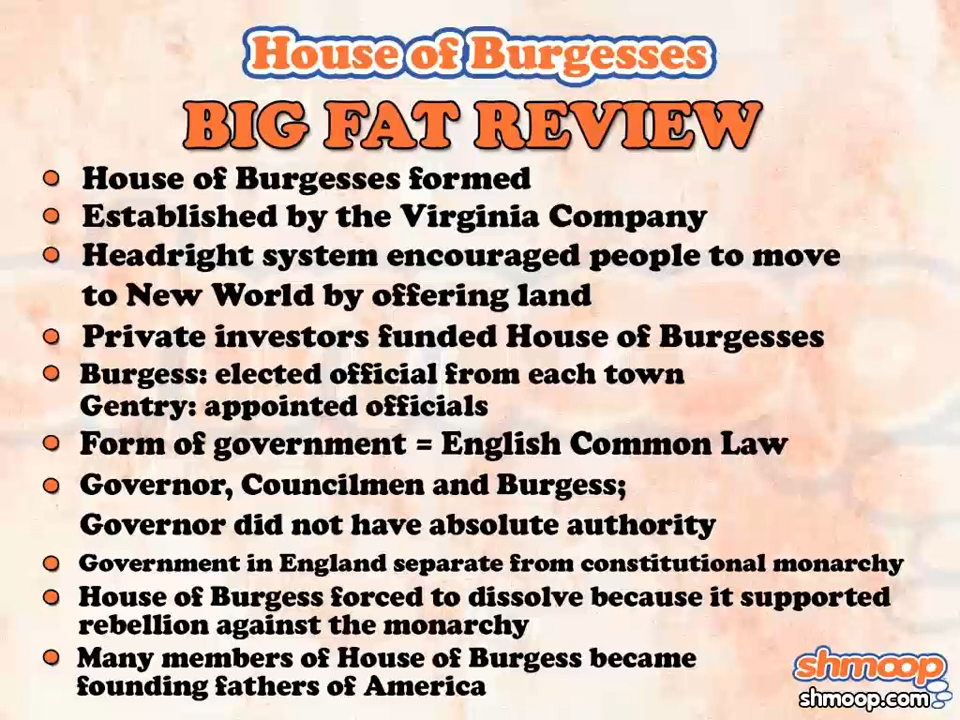 House of Burgesses
BIG FAT REVIEW
House of Burgesses formed
Established by the Virginia Company
Headright system encouraged people to move
to New World by offering land
Private investors funded House of Burgesses
Burgess: elected official from each town
Gentry: appointed officials
Form of government = English Common Law
Governor, Councilmen and Burgess;
Governor did not have absolute authority
Government in England separate from constitutional monarchy
House of Burgess forced to dissolve because it supported
rebellion against the monarchy
Many members of House of Burgess became
founding fathers of America
shmoop
shmoop.com